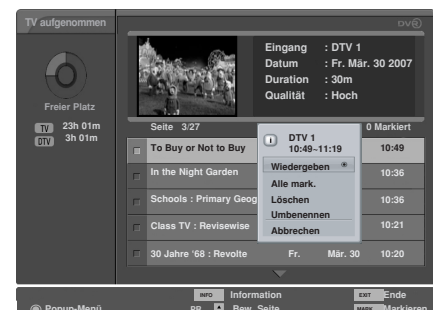 TV aufgenommen
DVR
Freier Platz
TV 23h 01m
DTV 3h 01m
Eingang : DTV 1
Datum : Fr. Mär. 30 2007
Duration : 30m
Qualität : Hoch
Seite 3/27
0 Markiert
To Buy or Not to Buy 10:49
In the Night Garden 10:36
Schools : Primary Geog 10:36
Class TV : Revisewise 10:21
30 Jahre '68 : Revolte Fr. Mär. 30 10:20
i DTV 1
10:49~11:19
Wiedergeben
Alle mark.
Löschen
Umbenennen
Abbrechen
INFO Information EXIT Ende
Popup-Menü PR Bew. Seite MARK Markieren